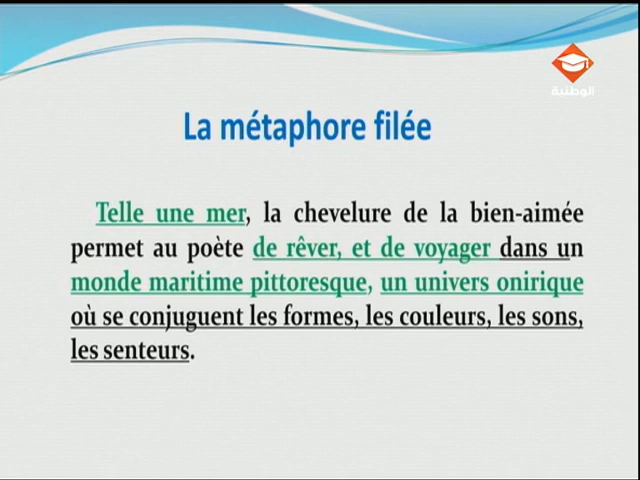 الوطنية
La métaphore filée
Telle une mer, la chevelure de la bien-aimée
permet au poète de rêver, et de voyager dans un
monde maritime pittoresque, un univers onirique
où se conjuguent les formes, les couleurs, les sons,
les senteurs.